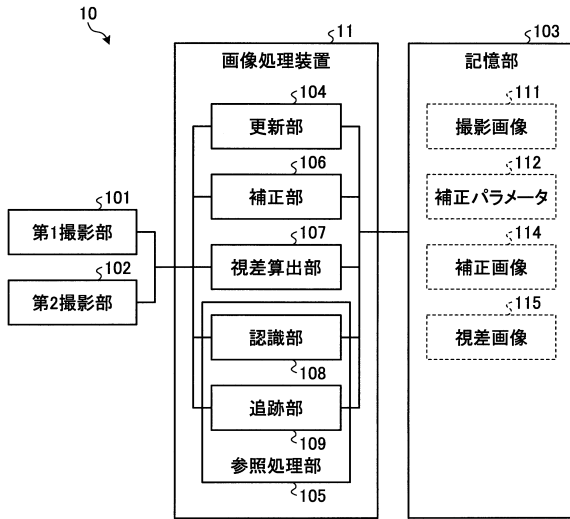 10
11
103
画像処理装置
記憶部
104
更新部
111
撮影画像
106
補正部
112
補正パラメータ
101
第1撮影部
107
視差算出部
114
補正画像
102
第2撮影部
115
視差画像
認識部
108
追跡部
109
参照処理部
105